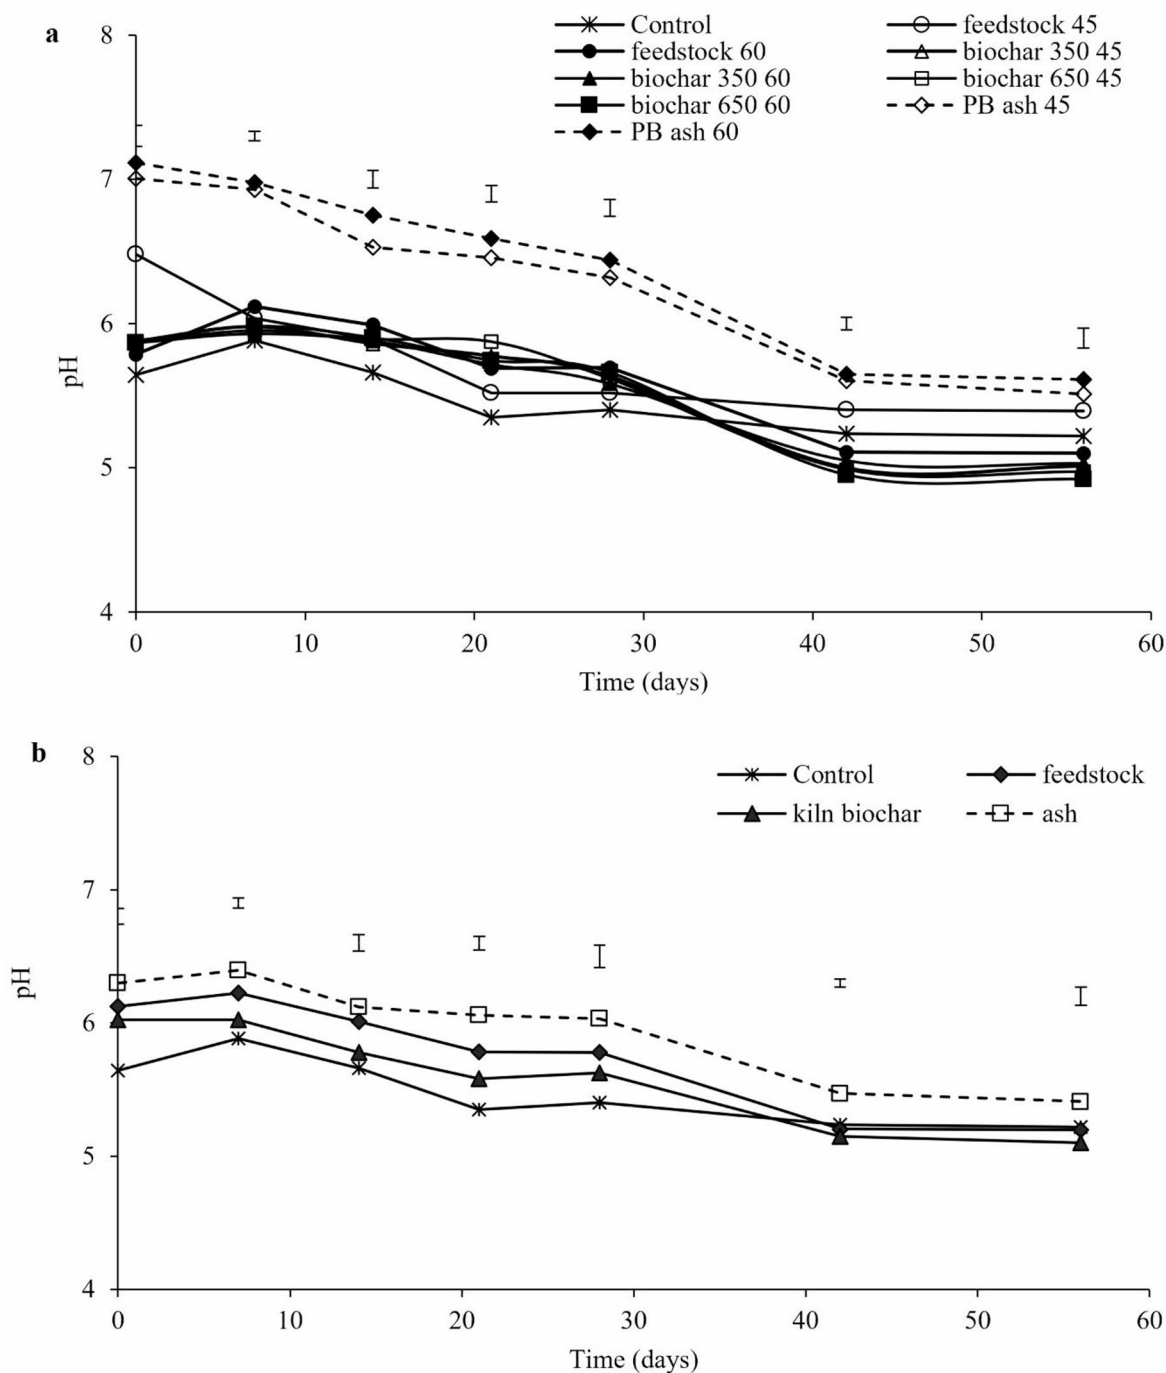 a
Control feedstock 45
feedstock 60 biochar 350 45
biochar 350 60 biochar 650 45
biochar 650 60 PB ash 45
PB ash 60
8
7
6
5
4
pH
0 10 20 30 40 50 60
Time (days)
b
Control feedstock
kiln biochar ash
8
7
6
5
4
pH
0 10 20 30 40 50 60
Time (days)